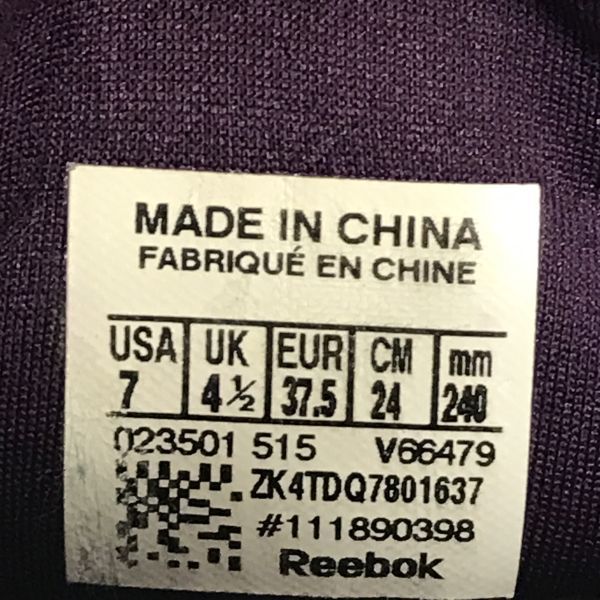 MADE IN CHINA
FABRIQUÉ EN CHINE
USA UK EUR CM mm
7 4½ 37.5 24 240
023501 515 V66479
ZK4TDQ7801637
#111890398
Reebok